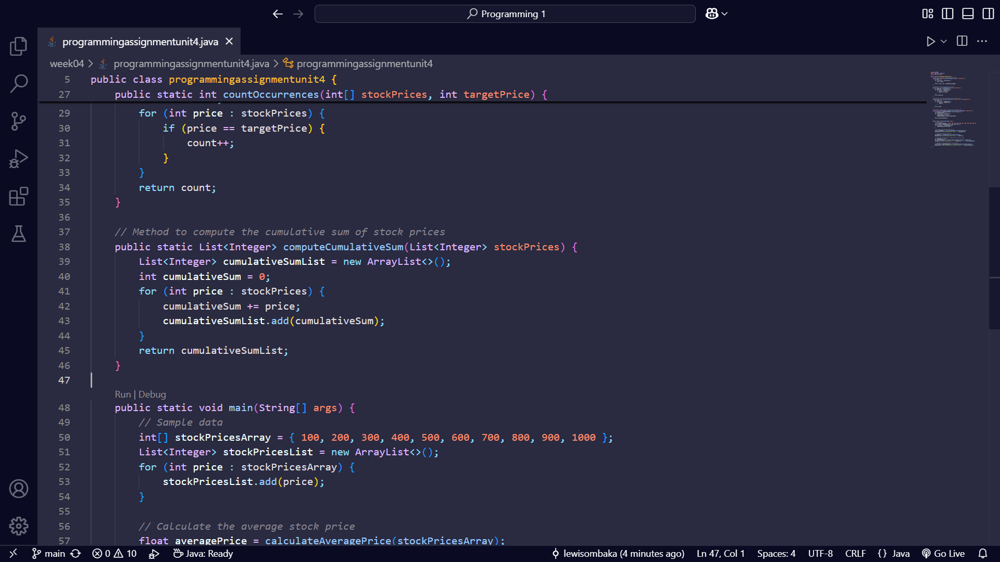 Programming 1
programmingassignmentunit4.java
week04 > programmingassignmentunit4.java > programmingassignmentunit4
5 public class programmingassignmentunit4 {
27 public static int countOccurrences(int[] stockPrices, int targetPrice) {
29 for (int price : stockPrices) {
30 if (price == targetPrice) {
31 count++;
32 }
33 }
34 return count;
35 }
36
37 // Method to compute the cumulative sum of stock prices
38 public static List<Integer> computeCumulativeSum(List<Integer> stockPrices) {
39 List<Integer> cumulativeSumList = new ArrayList<>();
40 int cumulativeSum = 0;
41 for (int price : stockPrices) {
42 cumulativeSum += price;
43 cumulativeSumList.add(cumulativeSum);
44 }
45 return cumulativeSumList;
46 }
47
Run | Debug
48 public static void main(String[] args) {
49 // Sample data
50 int[] stockPricesArray = { 100, 200, 300, 400, 500, 600, 700, 800, 900, 1000 };
51 List<Integer> stockPricesList = new ArrayList<>();
52 for (int price : stockPricesArray) {
53 stockPricesList.add(price);
54 }
55
56 // Calculate the average stock price
57 float averagePrice = calculateAveragePrice(stockPricesArray);
main 0 10 Java: Ready lewisombaka (4 minutes ago) Ln 47, Col 1 Spaces: 4 UTF-8 CRLF {} Java Go Live